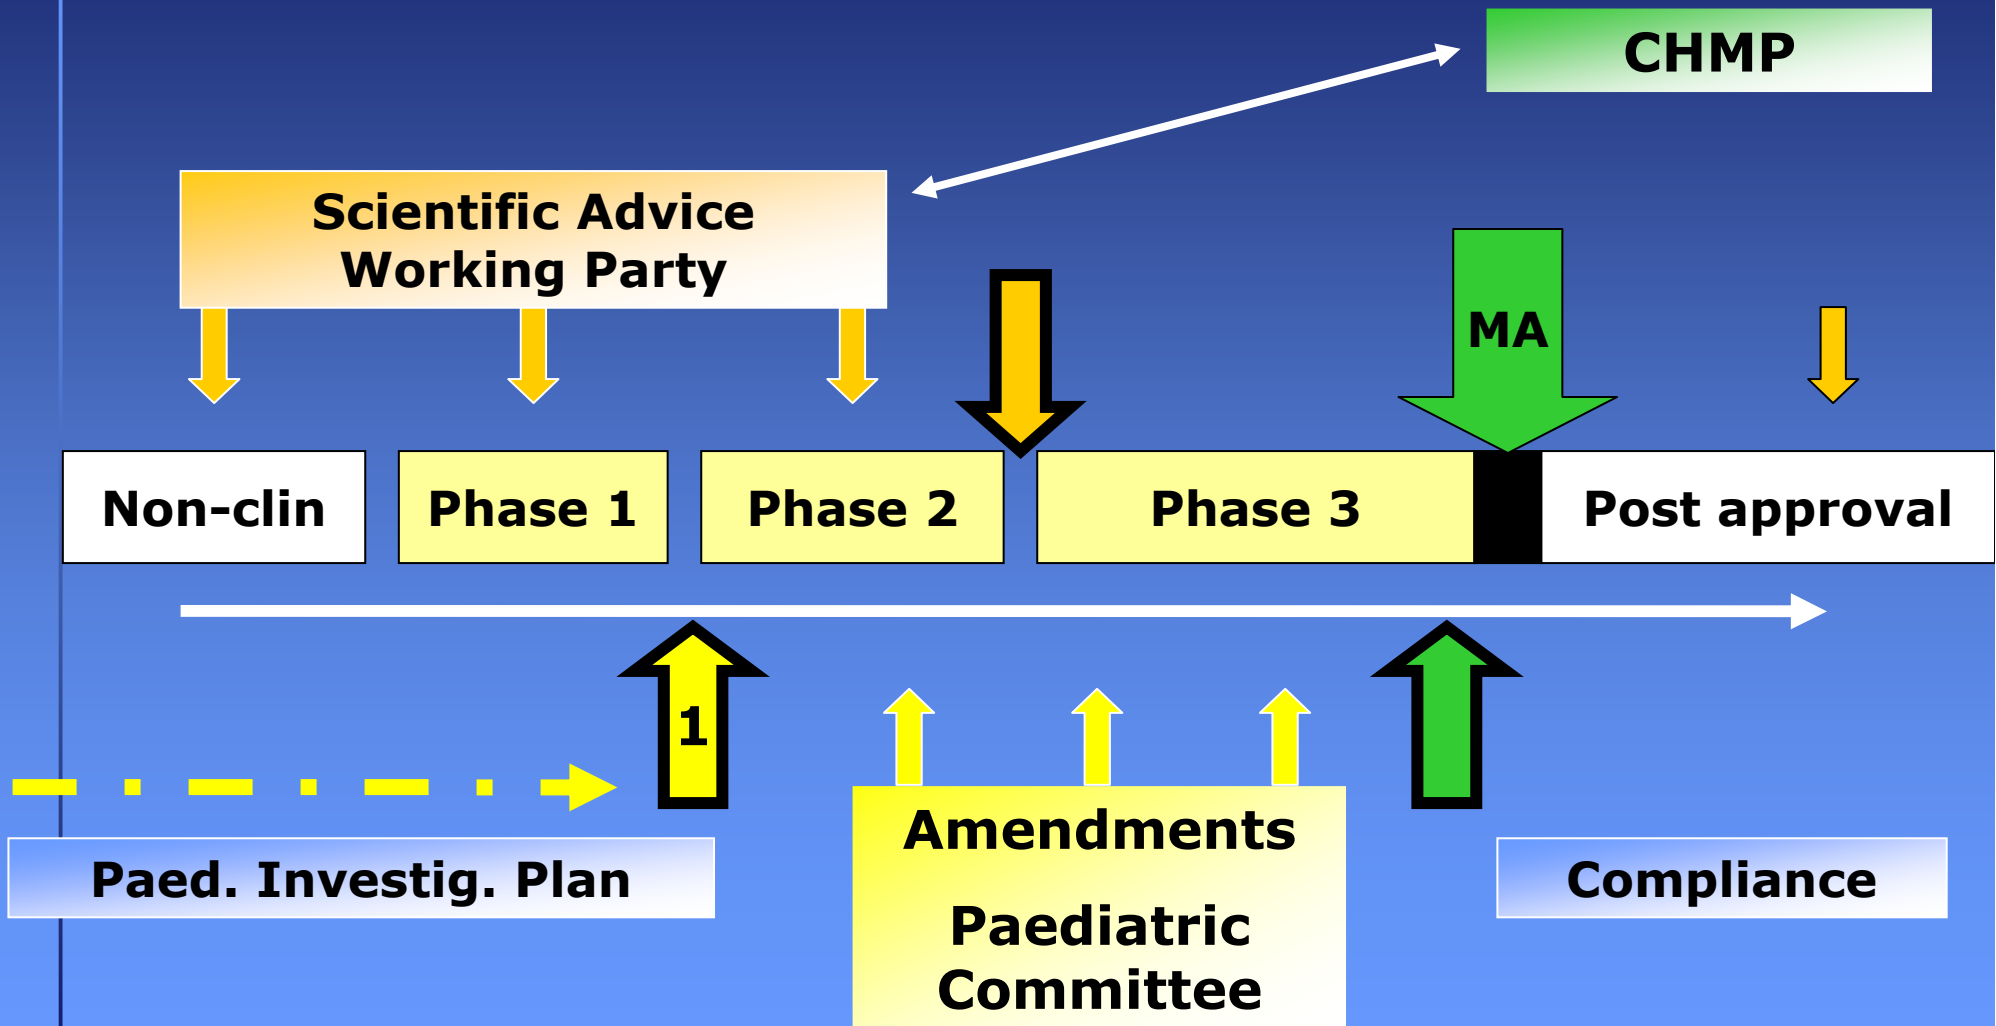 CHMP
Scientific Advice
Working Party
MA
Non-clin
Phase 1
Phase 2
Phase 3
Post approval
1
Paed. Investig. Plan
Amendments
Paediatric
Committee
Compliance